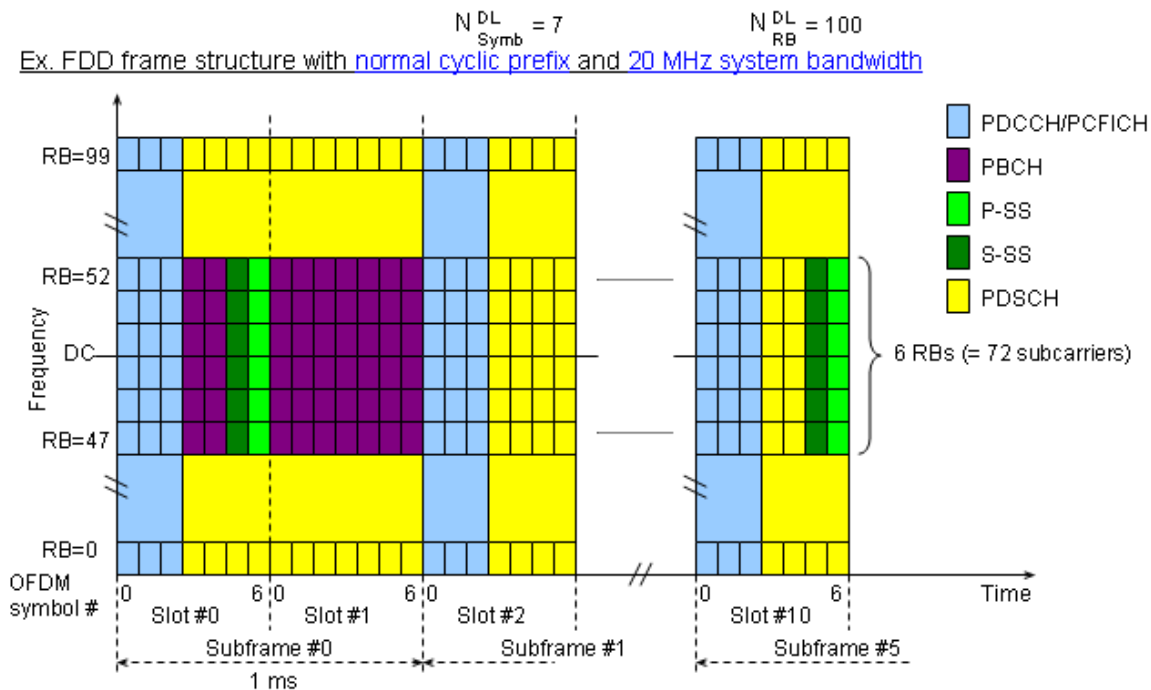 N DL Symb = 7
N DL RB = 100
Ex. FDD frame structure with normal cyclic prefix and 20 MHz system bandwidth
RB=99
RB=52
DC
RB=47
RB=0
Frequency
PDCCH/PCFICH
PBCH
P-SS
S-SS
PDSCH
6 RBs (= 72 subcarriers)
OFDM
symbol #
0 6 0 6 0 0 6
Time
Slot #0 Slot #1 Slot #2 Slot #10
Subframe #0 Subframe #1 Subframe #5
1 ms